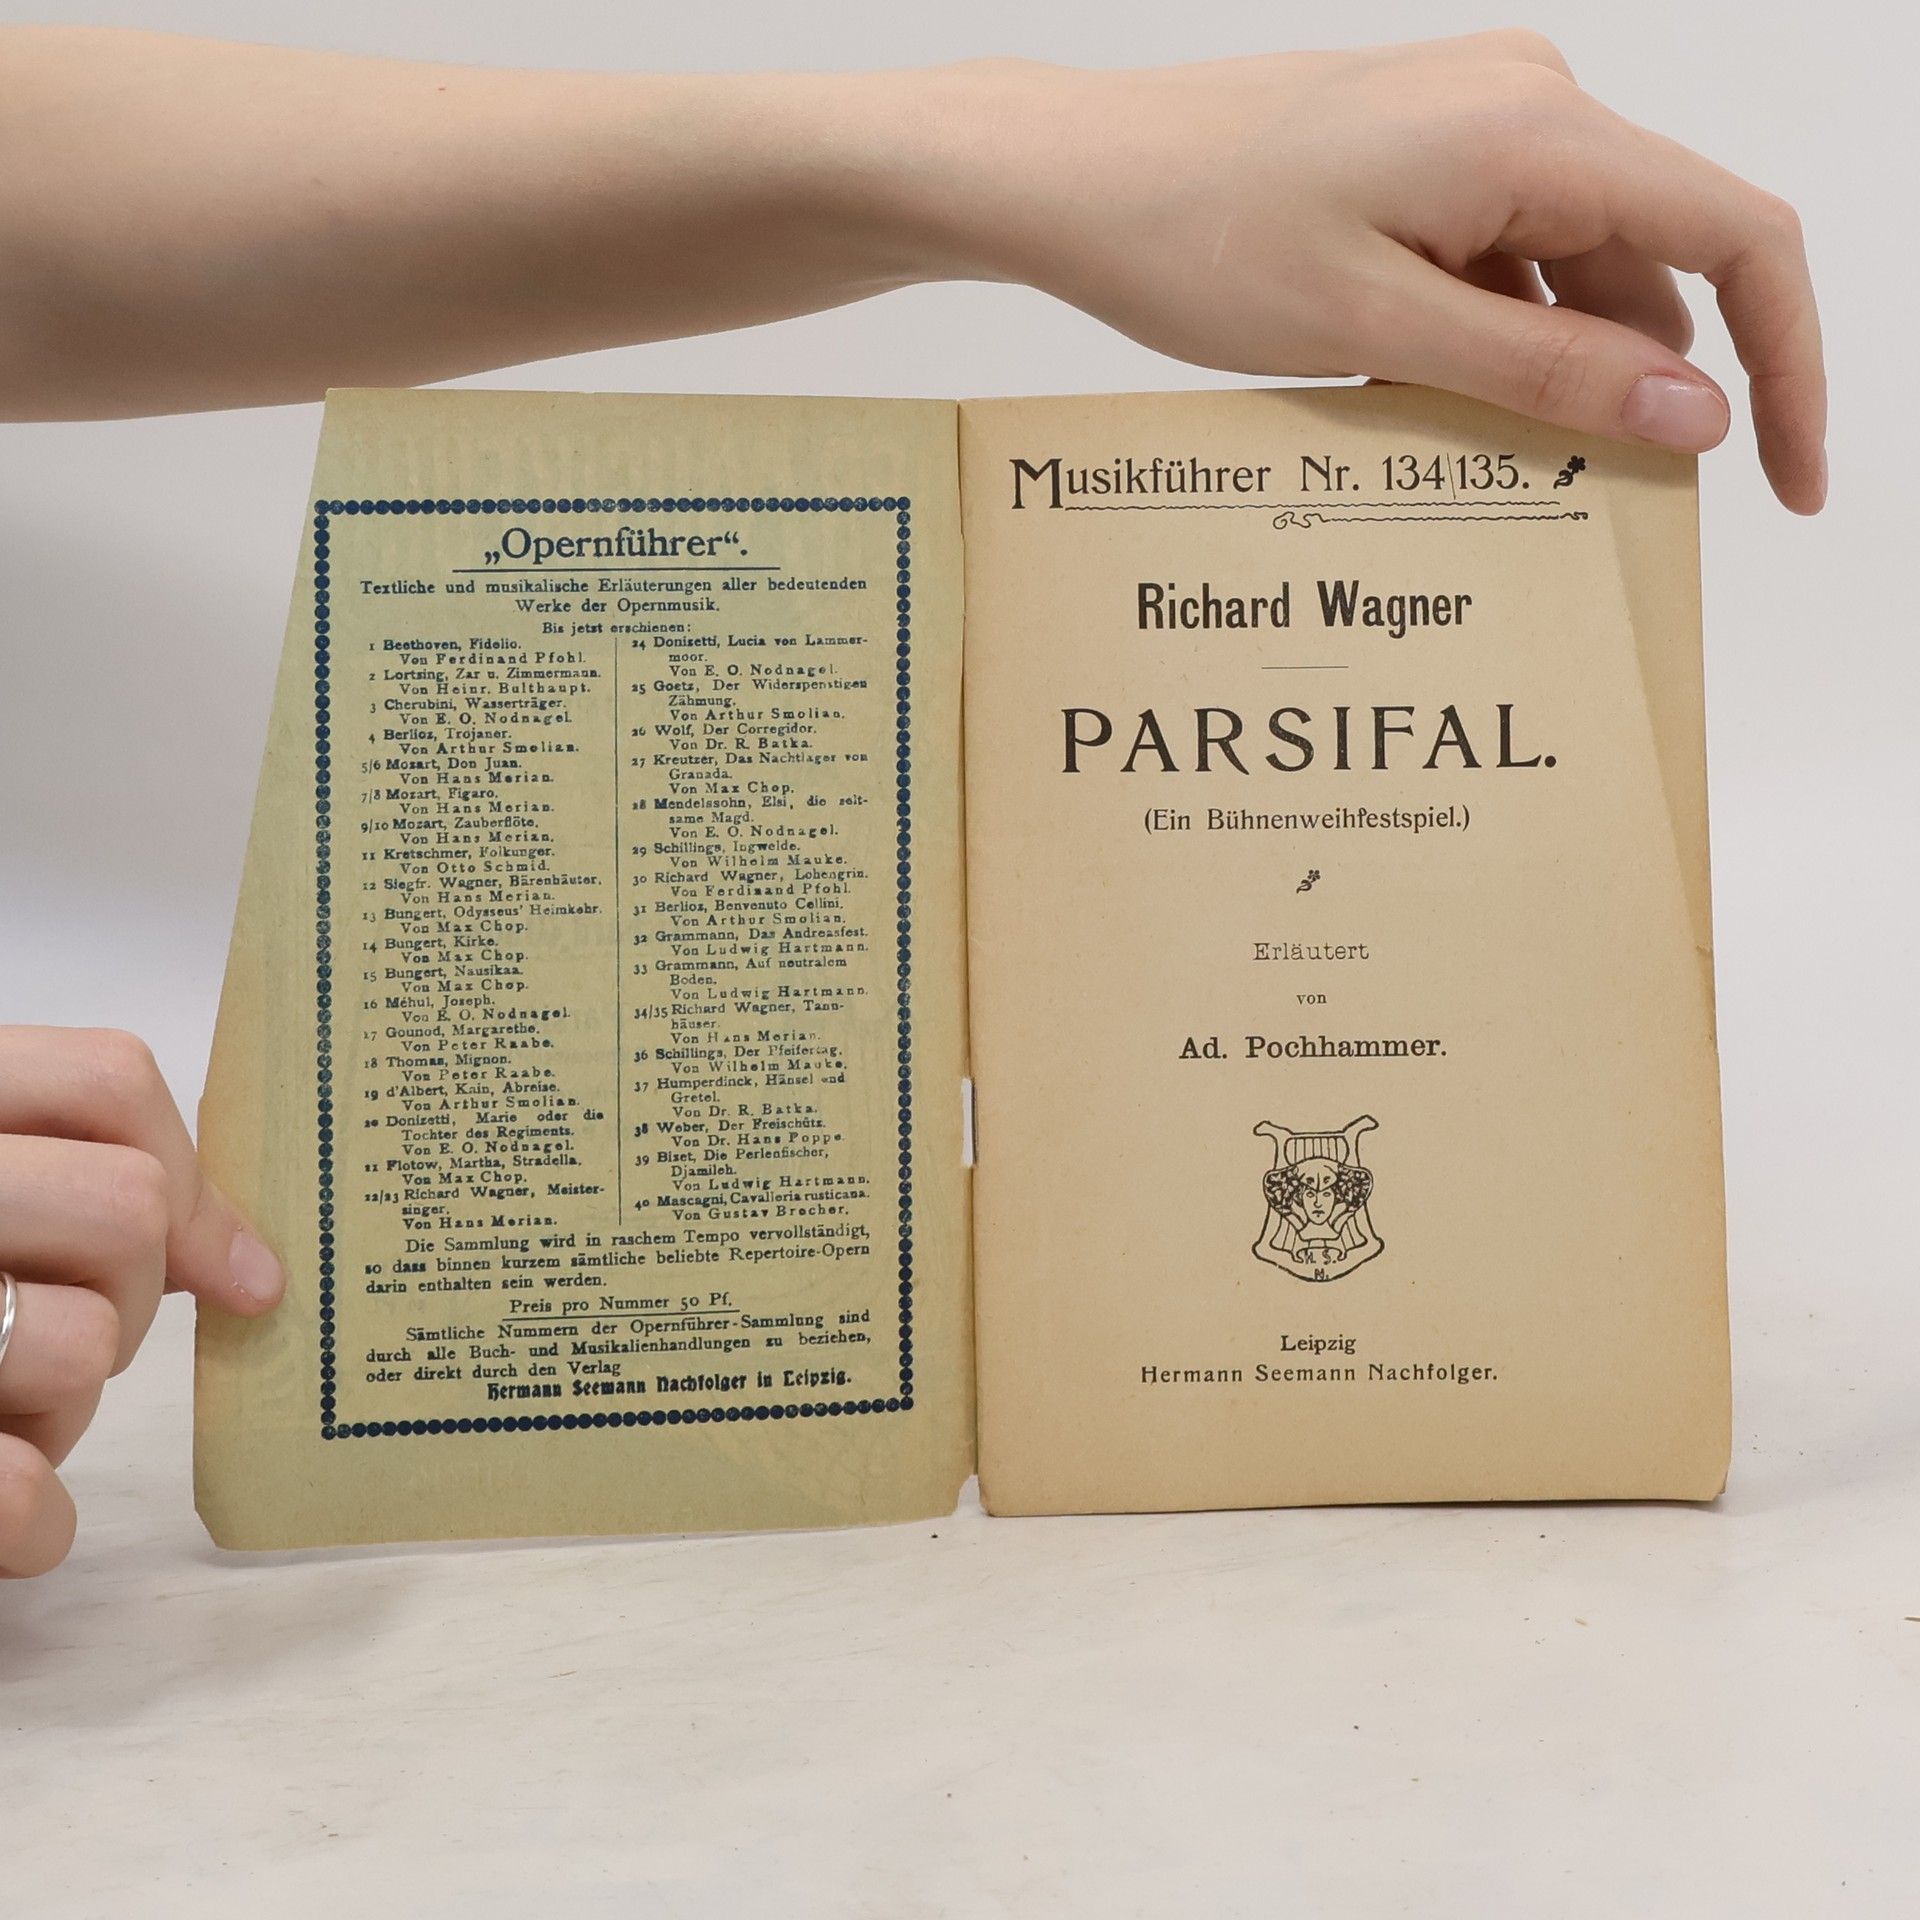 „Opernführer“.
Textliche und musikalische Erläuterungen aller bedeutenden
Werke der Opernmusik.
Bis jetzt erschienen:
1 Beethoven, Fidelio.
Von Ferdinand Pfohl.
2 Lortzing, Zar u. Zimmermann.
Von Heinr. Bulthaupt.
3 Cherubini, Wasserträger.
Von E. O. Nodnagel.
4 Berlioz, Trojaner.
Von Arthur Smolian.
5/6 Mozart, Don Juan.
Von Hans Merian.
7/8 Mozart, Figaro.
Von Hans Merian.
9/10 Mozart, Zauberflöte.
Von Hans Merian.
11 Kretschmer, Folkunger.
Von Otto Schmid.
12 Siegfr. Wagner, Bärenhäuter.
Von Hans Merian.
13 Bungert, Odysseus' Heimkehr.
Von Max Chop.
14 Bungert, Kirke.
Von Max Chop.
15 Bungert, Nausikaa.
Von Max Chop.
16 Méhul, Joseph.
Von E. O. Nodnagel.
17 Gounod, Margarethe.
Von Peter Raabe.
18 Thomas, Mignon.
Von Peter Raabe.
19 d'Albert, Kain, Abreise.
Von Arthur Smolian.
20 Donizetti, Marie oder die
Tochter des Regiments.
Von E. O. Nodnagel.
21 Flotow, Martha, Stradella.
Von Max Chop.
22/23 Richard Wagner, Meister-
singer.
Von Hans Merian.
24 Donizetti, Lucia von Lammer-
moor.
Von E. O. Nodnagel.
25 Goetz, Der Widerspenstigen
Zähmung.
Von Arthur Smolian.
26 Wolf, Der Corregidor.
Von Dr. R. Batka.
27 Kreutzer, Das Nachtlager von
Granada.
Von Max Chop.
28 Mendelssohn, Elsi, die selt-
same Magd.
Von E. O. Nodnagel.
29 Schillings, Ingwelde.
Von Wilhelm Mauke.
30 Richard Wagner, Lohengrin.
Von Ferdinand Pfohl.
31 Berlioz, Benvenuto Cellini.
Von Arthur Smolian.
32 Grammann, Das Andreasfest.
Von Ludwig Hartmann.
33 Grammann, Auf neutralem
Boden.
Von Ludwig Hartmann.
34/35 Richard Wagner, Tann-
häuser.
Von Hans Merian.
36 Schillings, Der Pfeifertag.
Von Wilhelm Mauke.
37 Humperdinck, Hänsel und
Gretel.
Von Dr. R. Batka.
38 Weber, Der Freischütz.
Von Dr. Hans Poppe.
39 Bizet, Die Perlenfischer,
Djamileh.
Von Ludwig Hartmann.
40 Mascagni, Cavalleria rusticana.
Von Gustav Brecher.
Die Sammlung wird in raschem Tempo vervollständigt,
so dass binnen kurzem sämtliche beliebte Repertoire-Opern
darin enthalten sein werden.
Preis pro Nummer 50 Pf.
Sämtliche Nummern der Opernführer-Sammlung sind
durch alle Buch- und Musikalienhandlungen zu beziehen,
oder direkt durch den Verlag
Hermann Seemann Nachfolger in Leipzig.
Musikführer Nr. 134\135.
Richard Wagner
PARSIFAL.
(Ein Bühnenweihfestspiel.)
Erläutert
von
Ad. Pochhammer.
H. S.
N.
Leipzig
Hermann Seemann Nachfolger.